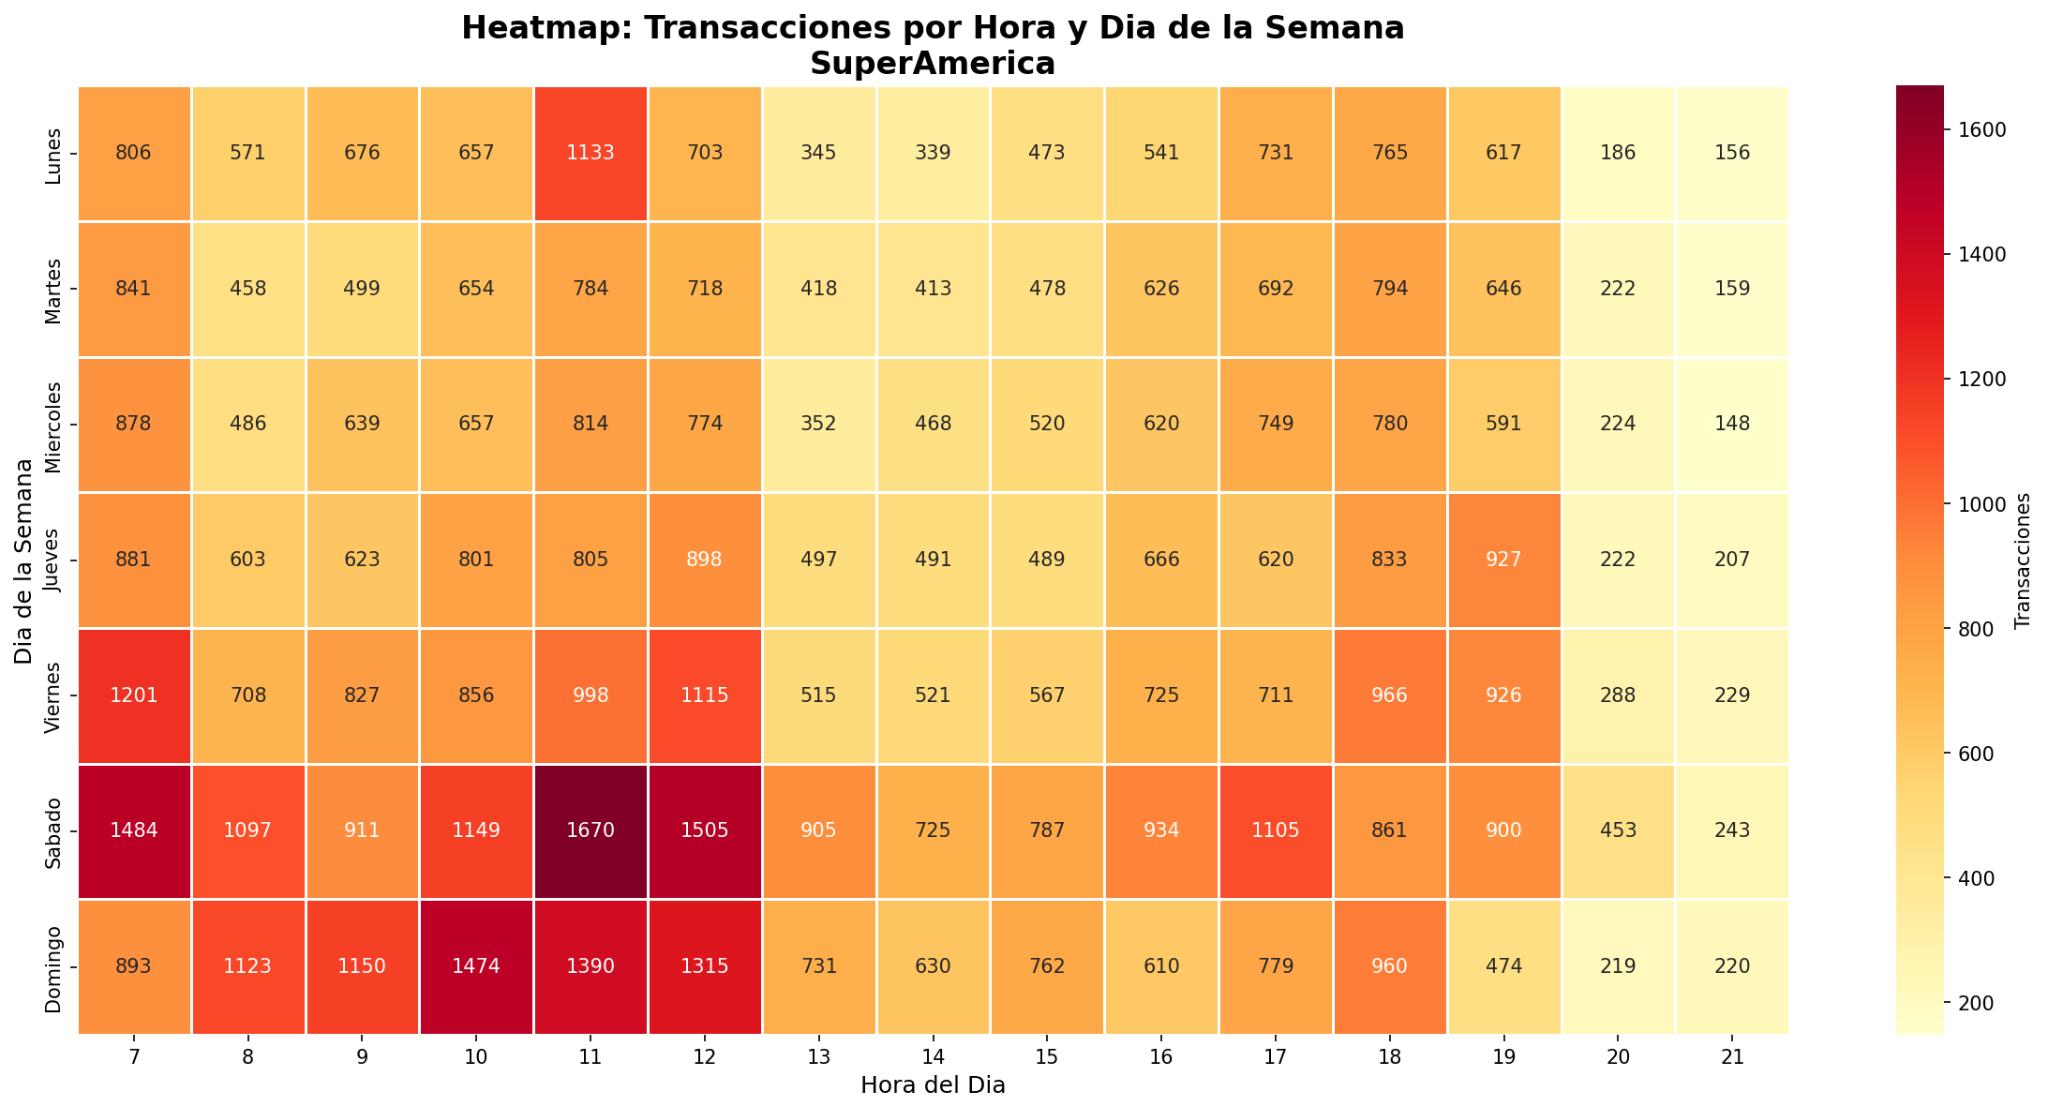 Heatmap: Transacciones por Hora y Dia de la Semana
SuperAmerica
Dia de la Semana
Lunes 806 571 676 657 1133 703 345 339 473 541 731 765 617 186 156
Martes 841 458 499 654 784 718 418 413 478 626 692 794 646 222 159
Miercoles 878 486 639 657 814 774 352 468 520 620 749 780 591 224 148
Jueves 881 603 623 801 805 898 497 491 489 666 620 833 927 222 207
Viernes 1201 708 827 856 998 1115 515 521 567 725 711 966 926 288 229
Sabado 1484 1097 911 1149 1670 1505 905 725 787 934 1105 861 900 453 243
Domingo 893 1123 1150 1474 1390 1315 731 630 762 610 779 960 474 219 220
7 8 9 10 11 12 13 14 15 16 17 18 19 20 21
Hora del Dia
1600
1400
1200
1000
800
600
400
200
Transacciones